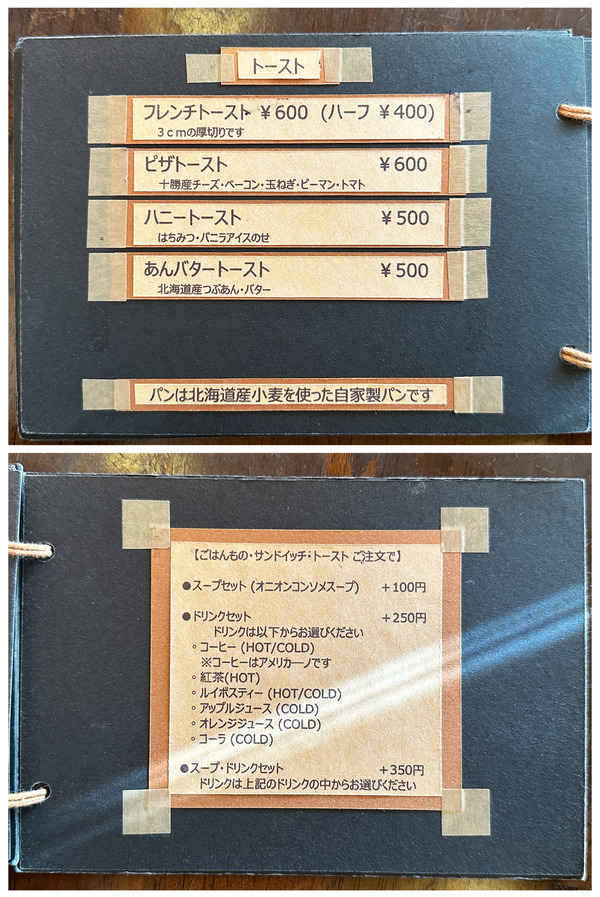 トースト
フレンチトースト ¥600 (ハーフ ¥400)
3cmの厚切りです
ピザトースト ¥600
十勝産チーズ・ベーコン・玉ねぎ・ピーマン・トマト
ハニートースト ¥500
はちみつ・バニラアイスのせ
あんバタートースト ¥500
北海道産つぶあん・バター
パンは北海道産小麦を使った自家製パンです
【ごはんもの・サンドイッチ・トースト ご注文で】
●スープセット (オニオンコンソメスープ) +100円
●ドリンクセット +250円
ドリンクは以下からお選びください
◦コーヒー (HOT/COLD)
※コーヒーはアメリカ―ノです
◦紅茶(HOT)
◦ルイボスティー (HOT/COLD)
◦アップルジュース (COLD)
◦オレンジジュース (COLD)
◦コーラ (COLD)
●スープ・ドリンクセット +350円
ドリンクは上記のドリンクの中からお選びください